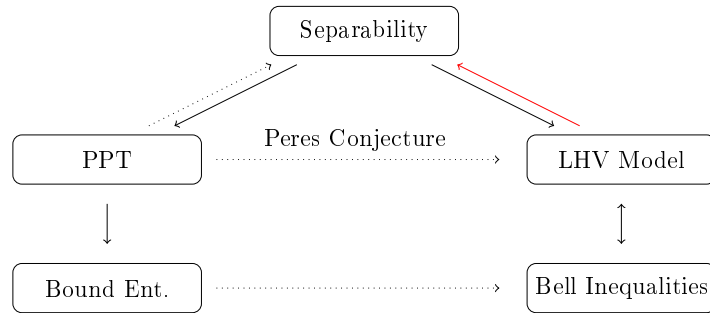 Separability
Peres Conjecture
PPT
LHV Model
Bound Ent.
Bell Inequalities